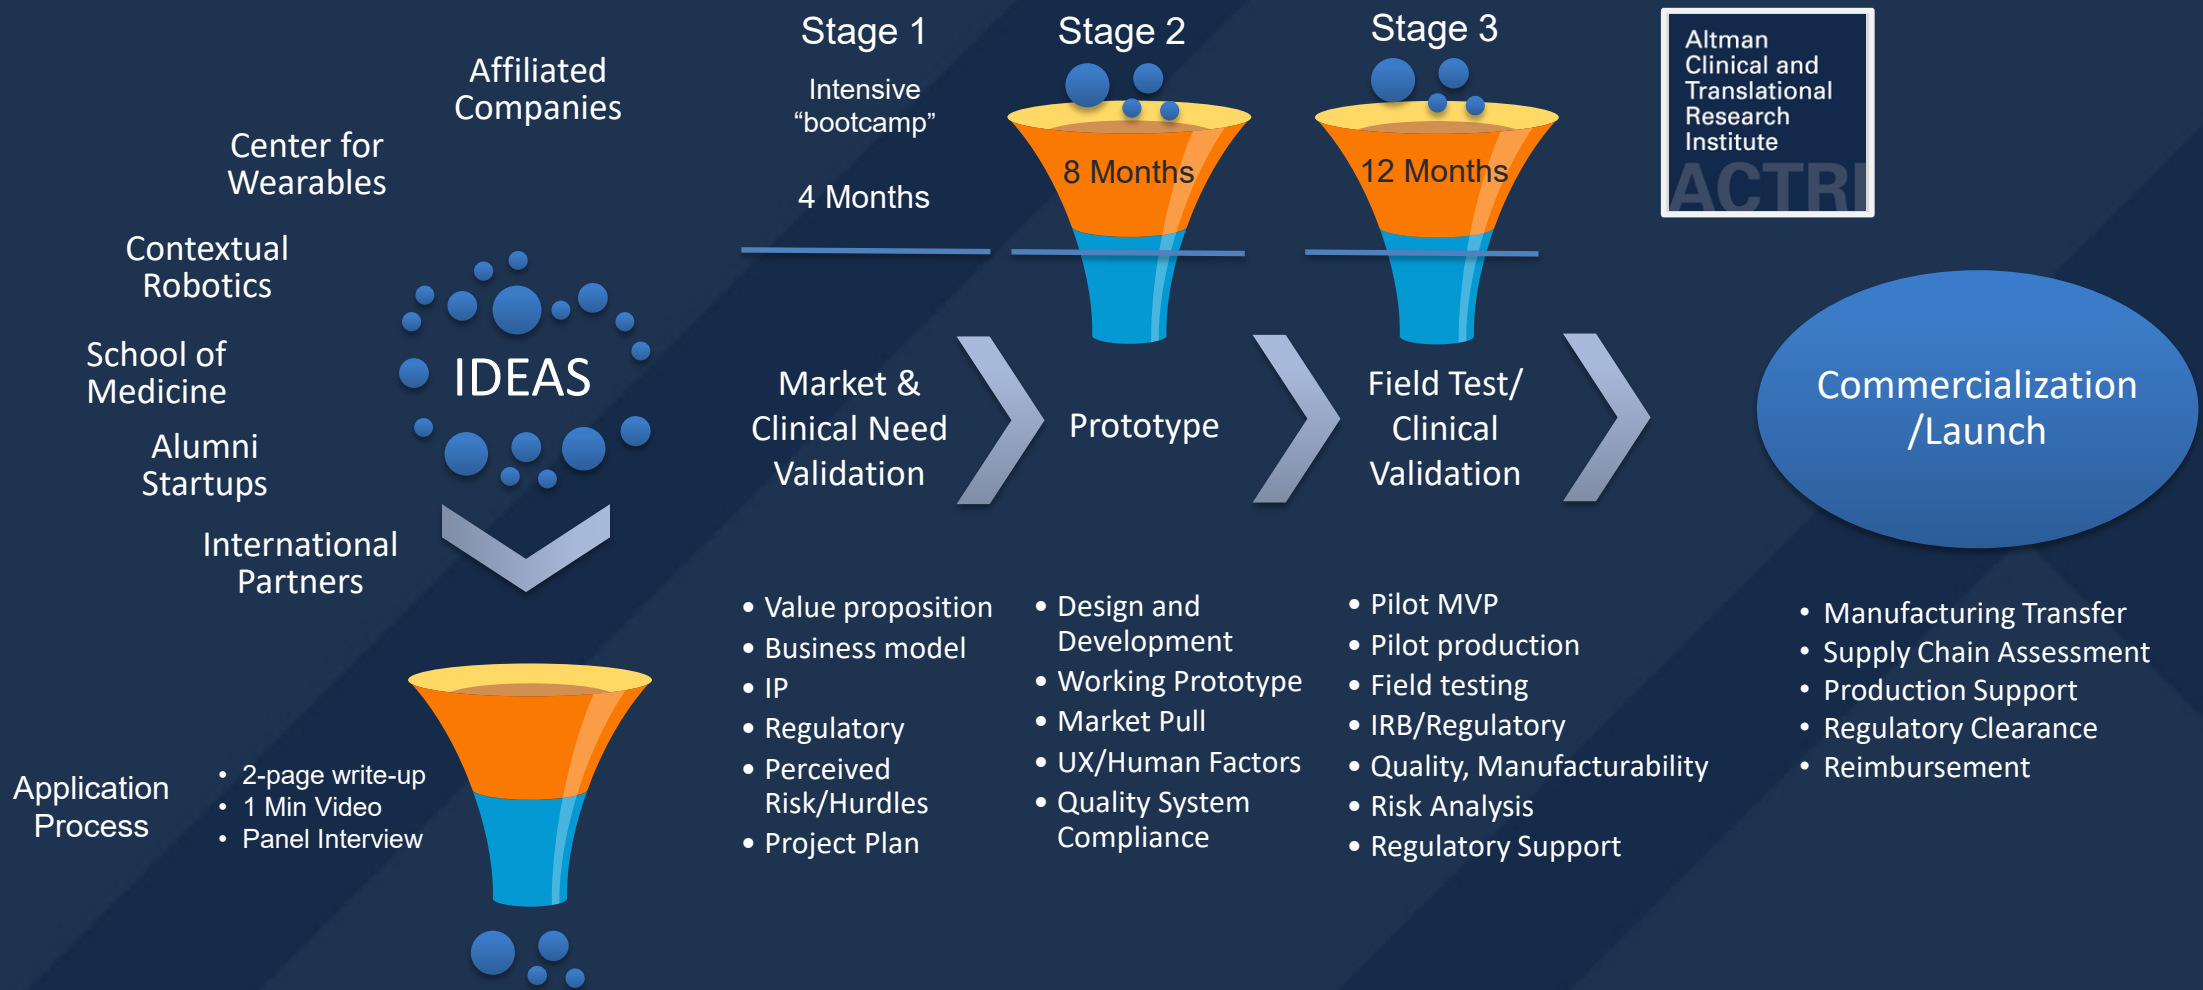 Affiliated
Companies
Center for
Wearables
Contextual
Robotics
School of
Medicine
Alumni
Startups
International
Partners
IDEAS
Application
Process
• 2-page write-up
• 1 Min Video
• Panel Interview
Stage 1
Intensive
“bootcamp”
4 Months
Market &
Clinical Need
Validation
• Value proposition
• Business model
• IP
• Regulatory
• Perceived
Risk/Hurdles
• Project Plan
Stage 2
8 Months
Prototype
• Design and
Development
• Working Prototype
• Market Pull
• UX/Human Factors
• Quality System
Compliance
Stage 3
12 Months
Field Test/
Clinical
Validation
• Pilot MVP
• Pilot production
• Field testing
• IRB/Regulatory
• Quality, Manufacturability
• Risk Analysis
• Regulatory Support
Altman
Clinical and
Translational
Research
Institute
ACTRI
Commercialization
/Launch
• Manufacturing Transfer
• Supply Chain Assessment
• Production Support
• Regulatory Clearance
• Reimbursement